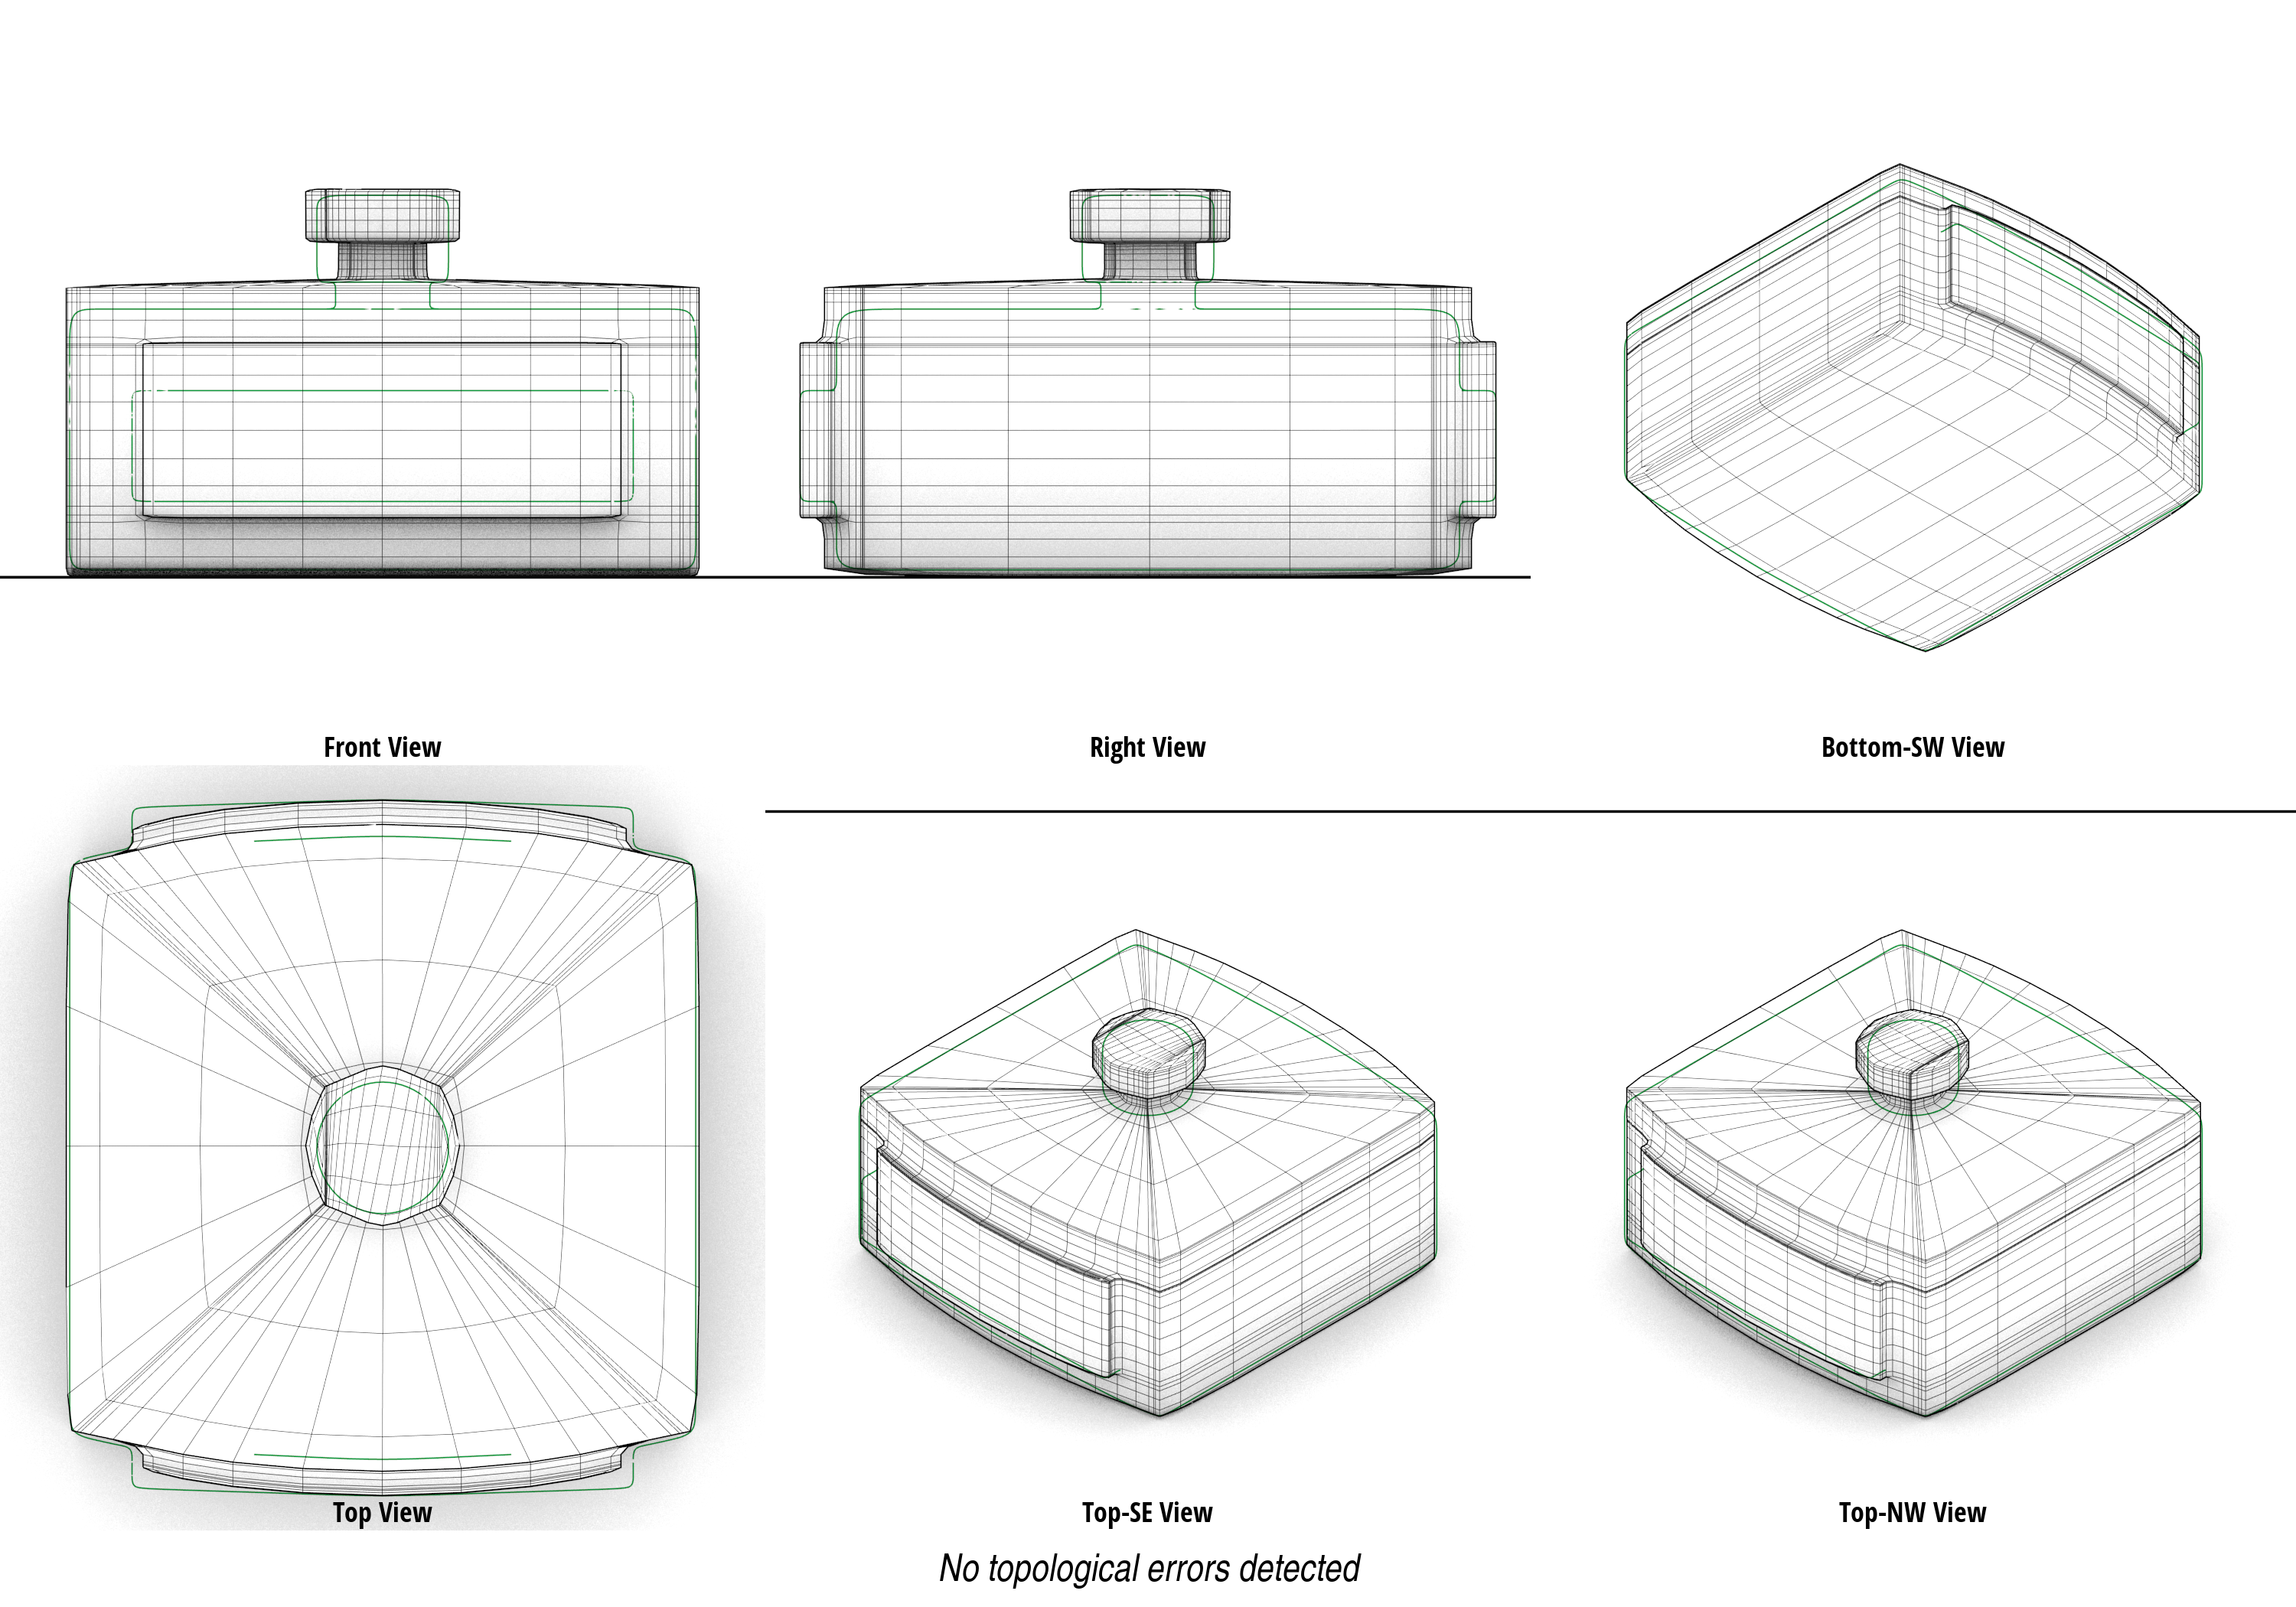 Front View
Right View
Bottom-SW View
Top View
Top-SE View
Top-NW View
No topological errors detected